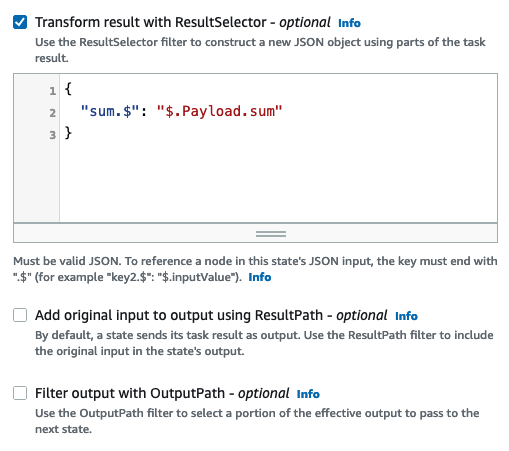 Transform result with ResultSelector - optional Info
Use the ResultSelector filter to construct a new JSON object using parts of the task
result.
1 {
2 "sum.$": "$.Payload.sum"
3 }
Must be valid JSON. To reference a node in this state's JSON input, the key must end with
".$" (for example "key2.$": "$.inputValue"). Info
Add original input to output using ResultPath - optional Info
By default, a state sends its task result as output. Use the ResultPath filter to include
the original input in the state's output.
Filter output with OutputPath - optional Info
Use the OutputPath filter to select a portion of the effective output to pass to the
next state.